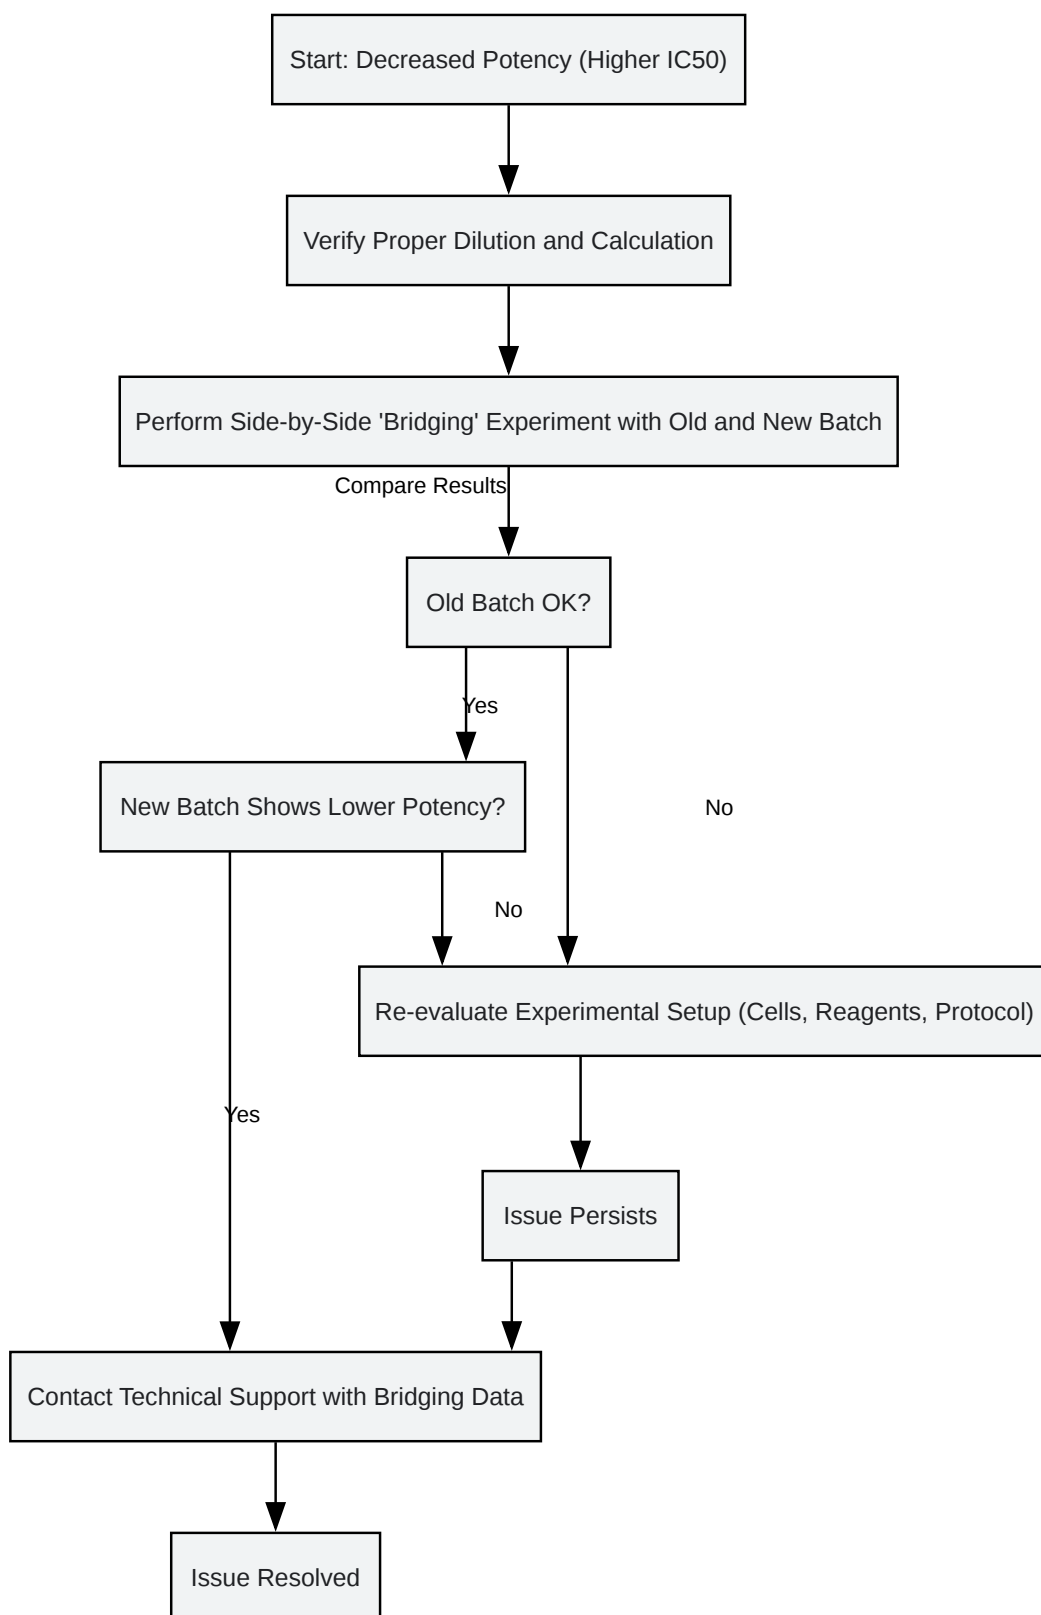 Start: Decreased Potency (Higher IC50)
Verify Proper Dilution and Calculation
Perform Side-by-Side 'Bridging' Experiment with Old and New Batch
Compare Results
Old Batch OK?
Yes
New Batch Shows Lower Potency?
No
No
Re-evaluate Experimental Setup (Cells, Reagents, Protocol)
Yes
Issue Persists
Contact Technical Support with Bridging Data
Issue Resolved